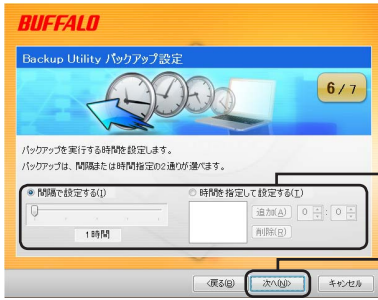 BUFFALO
Backup Utility バックアップ設定
6/7
バックアップを実行する時間を設定します。
バックアップは、間隔または時間指定の2通りが選べます。
間隔で設定する(I)
時間を指定して設定する(T)
追加(A) 0 : 0
1時間
削除(R)
<戻る(B) 次へ(N)> キャンセル